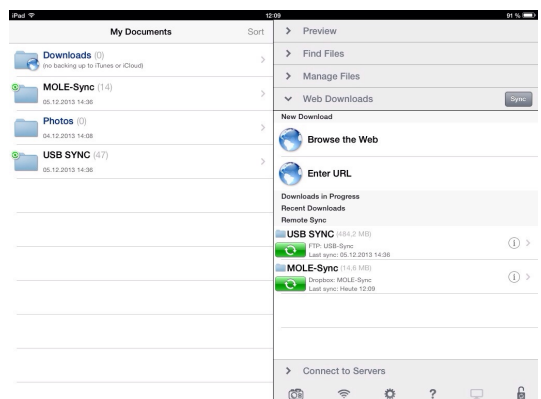 iPad 12:09 91 %
My Documents Sort
Downloads (0)
(no backing up to iTunes or iCloud)
MOLE-Sync (14)
05.12.2013 14:36
Photos (0)
04.12.2013 14:08
USB SYNC (47)
05.12.2013 14:36
Preview
Find Files
Manage Files
Web Downloads Sync
New Download
Browse the Web
Enter URL
Downloads in Progress
Recent Downloads
Remote Sync
USB SYNC (484,2 MB)
FTP: USB-Sync
Last sync: 05.12.2013 14:36
MOLE-Sync (14,6 MB)
Dropbox: MOLE-Sync
Last sync: Heute 12:09
Connect to Servers
?